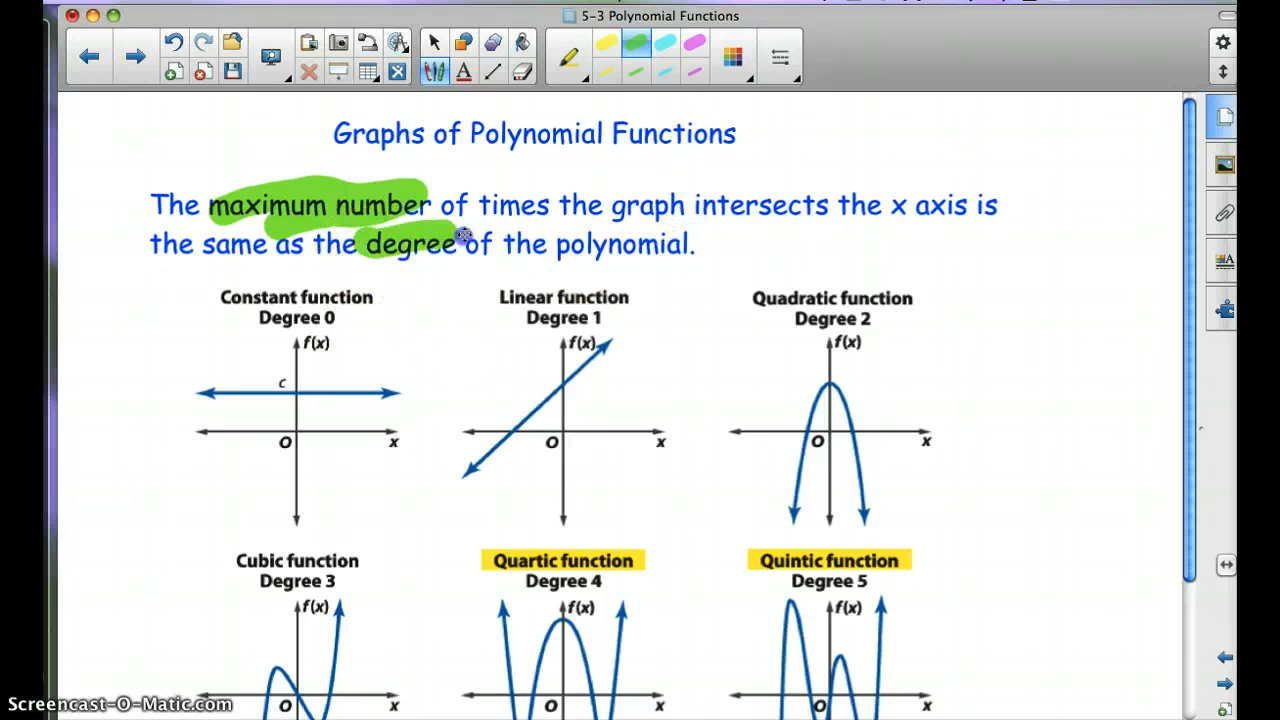 5-3 Polynomial Functions
Graphs of Polynomial Functions
The maximum number of times the graph intersects the x axis is
the same as the degree of the polynomial.
Constant function
Degree 0
f(x)
c
O
x
Linear function
Degree 1
f(x)
O
x
Quadratic function
Degree 2
f(x)
O
x
Cubic function
Degree 3
f(x)
O
x
Quartic function
Degree 4
f(x)
O
x
Quintic function
Degree 5
f(x)
O
x
Screencast-O-Matic.com